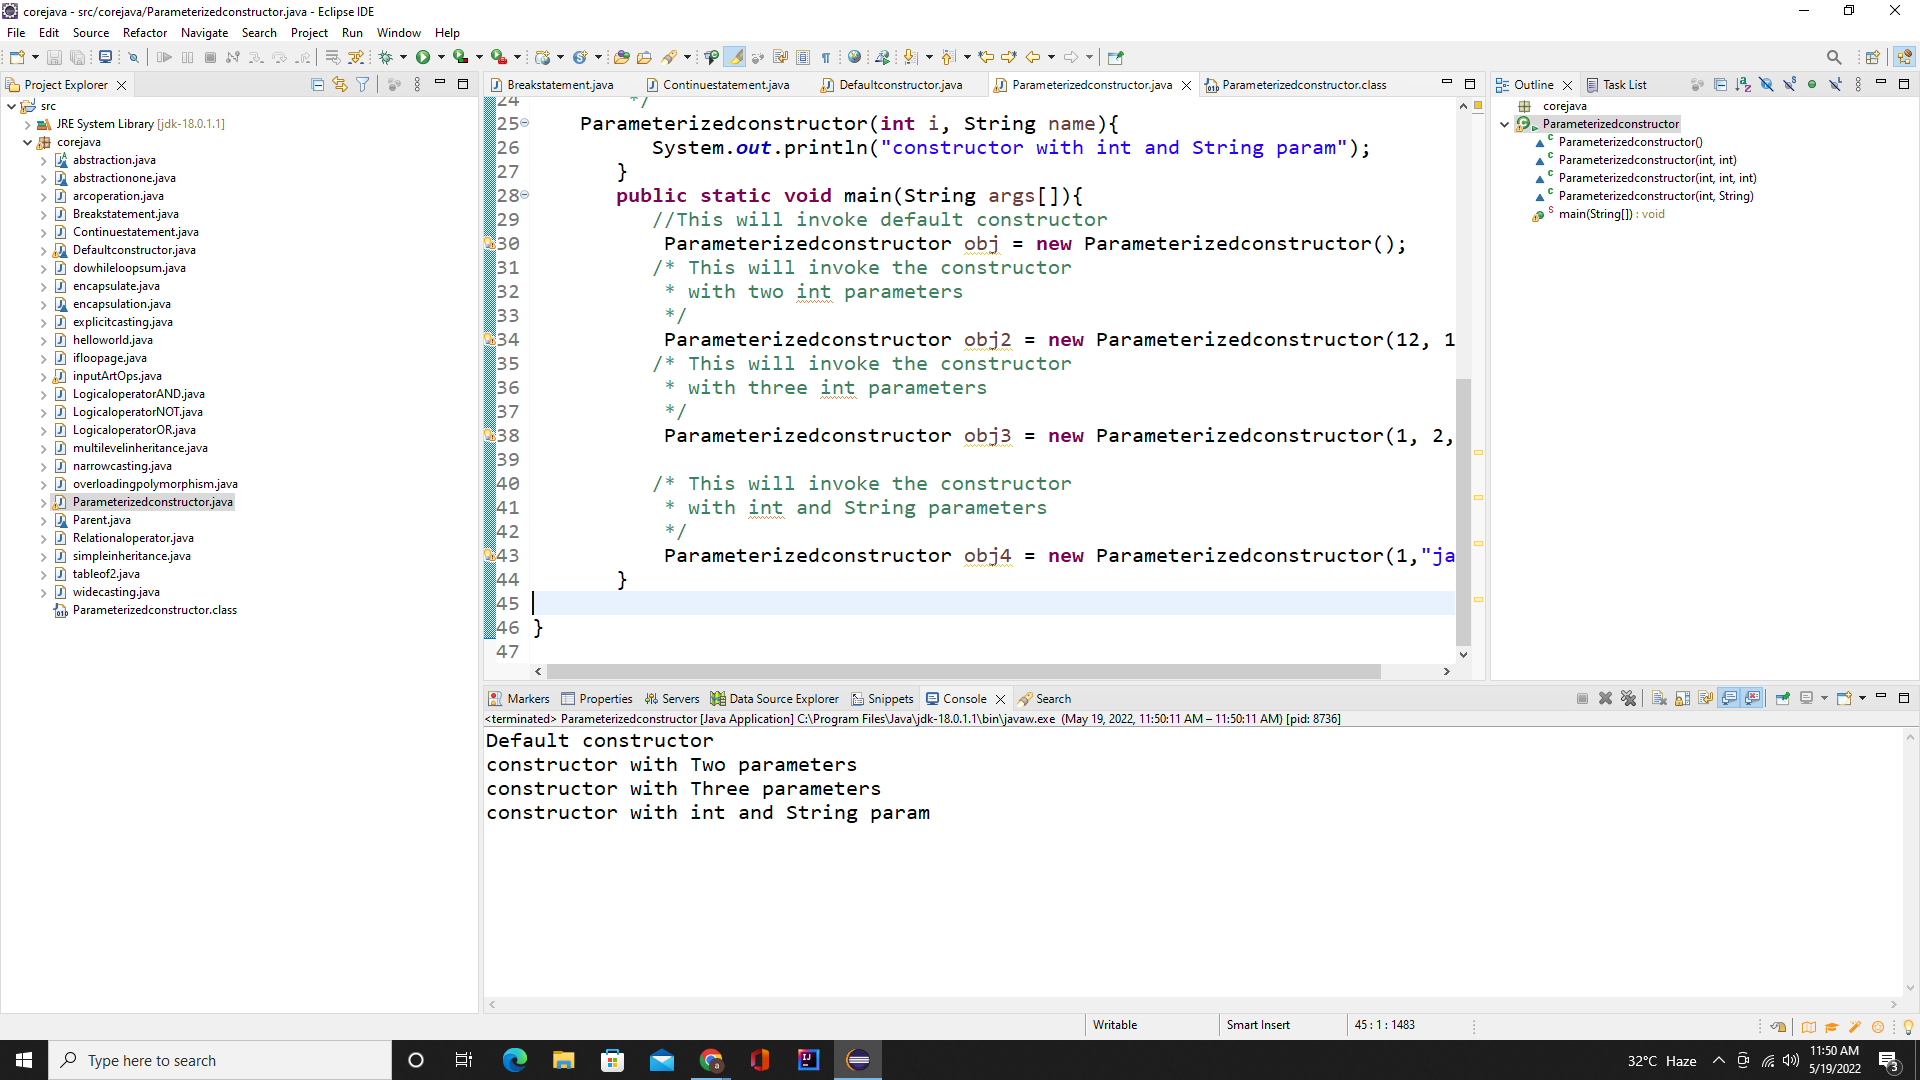 corejava - src/corejava/Parameterizedconstructor.java - Eclipse IDE
File Edit Source Refactor Navigate Search Project Run Window Help
Project Explorer
src
JRE System Library [jdk-18.0.1.1]
corejava
abstraction.java
abstractionone.java
arcoperation.java
Breakstatement.java
Continuestatement.java
Defaultconstructor.java
dowhileloopsum.java
encapsulate.java
encapsulation.java
explicitcasting.java
helloworld.java
ifloopage.java
inputArtOps.java
LogicaloperatorAND.java
LogicaloperatorNOT.java
LogicaloperatorOR.java
multilevelinheritance.java
narrowcasting.java
overloadingpolymorphism.java
Parameterizedconstructor.java
Parent.java
Relationaloperator.java
simpleinheritance.java
tableof2.java
widecasting.java
Parameterizedconstructor.class
Breakstatement.java Continuestatement.java Defaultconstructor.java Parameterizedconstructor.java Parameterizedconstructor.class
24 */
25 Parameterizedconstructor(int i, String name){
26 System.out.println("constructor with int and String param");
27 }
28 public static void main(String args[]){
29 //This will invoke default constructor
30 Parameterizedconstructor obj = new Parameterizedconstructor();
31 /* This will invoke the constructor
32 * with two int parameters
33 */
34 Parameterizedconstructor obj2 = new Parameterizedconstructor(12, 1
35 /* This will invoke the constructor
36 * with three int parameters
37 */
38 Parameterizedconstructor obj3 = new Parameterizedconstructor(1, 2,
39
40 /* This will invoke the constructor
41 * with int and String parameters
42 */
43 Parameterizedconstructor obj4 = new Parameterizedconstructor(1,"ja
44 }
45
46 }
47
Outline Task List
corejava
Parameterizedconstructor
Parameterizedconstructor()
Parameterizedconstructor(int, int)
Parameterizedconstructor(int, int, int)
Parameterizedconstructor(int, String)
main(String[]) : void
Markers Properties Servers Data Source Explorer Snippets Console Search
<terminated> Parameterizedconstructor [Java Application] C:\Program Files\Java\jdk-18.0.1.1\bin\javaw.exe (May 19, 2022, 11:50:11 AM – 11:50:11 AM) [pid: 8736]
Default constructor
constructor with Two parameters
constructor with Three parameters
constructor with int and String param
Writable Smart Insert 45 : 1 : 1483
Type here to search
32°C Haze
11:50 AM
5/19/2022
3